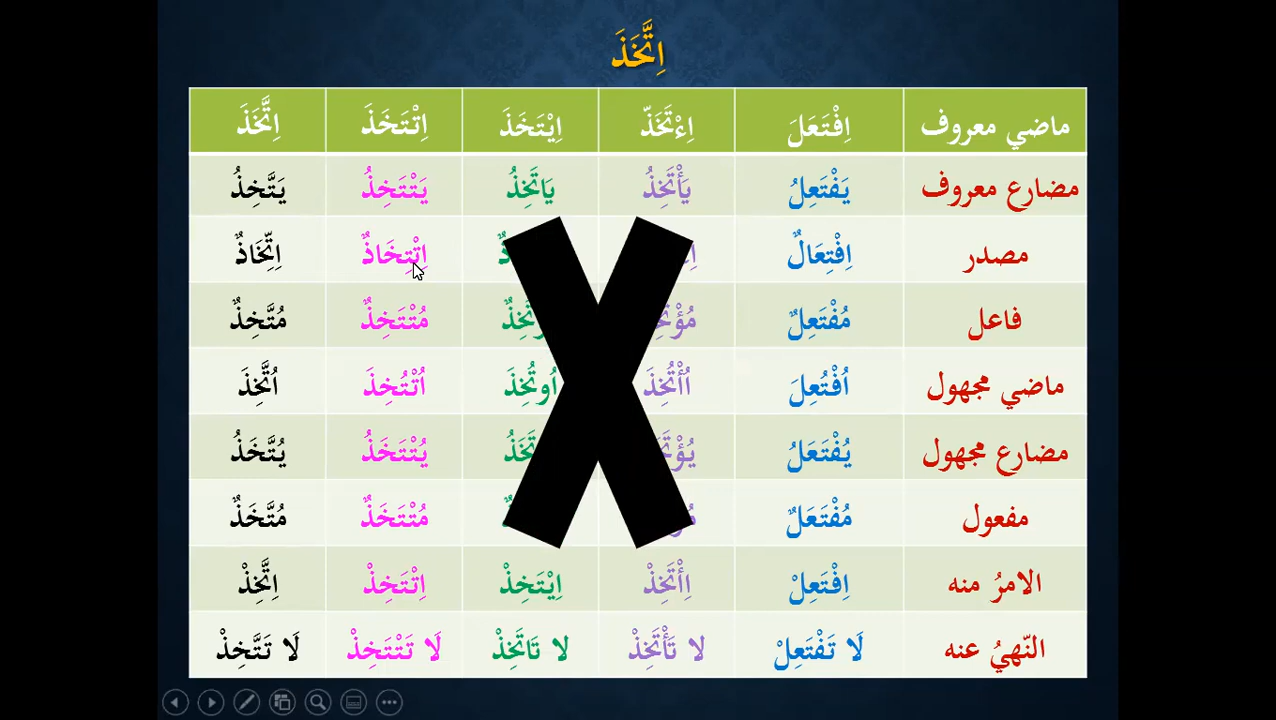 اِتَّخَذَ
ماضي معروف اِفْتَعَلَ اِءْتَخَذّ اِيْتَخَذَ اِتْتَخَذَ اِتَّخَذَ
مضارع معروف يَفْتَعِلُ يَأْتَخِذُ يَاتَخِذُ يَتْتَخِذُ يَتَّخِذُ
مصدر اِفْتِعَالٌ اِتْتِخَاذٌ اِتِّخَاذٌ
فاعل مُفْتَعِلٌ مُتْتَخِذٌ مُتَّخِذٌ
ماضي مجهول اُفْتُعِلَ اُأْتُخِذَ اُوتُخِذَ اُتْتُخِذَ اُتَّخِذَ
مضارع مجهول يُفْتَعَلُ يُتْتَخَذُ يُتَّخَذُ
مفعول مُفْتَعَلٌ مُتْتَخَذٌ مُتَّخَذٌ
الامرُ منه اِفْتَعِلْ اِأْتَخِذْ اِيْتَخِذْ اِتْتَخِذْ اِتَّخِذْ
النّهيُ عنه لَا تَفْتَعِلْ لا تَأْتَخِذْ لا تَاتَخِذْ لَا تَتْتَخِذْ لَا تَتَّخِذْ